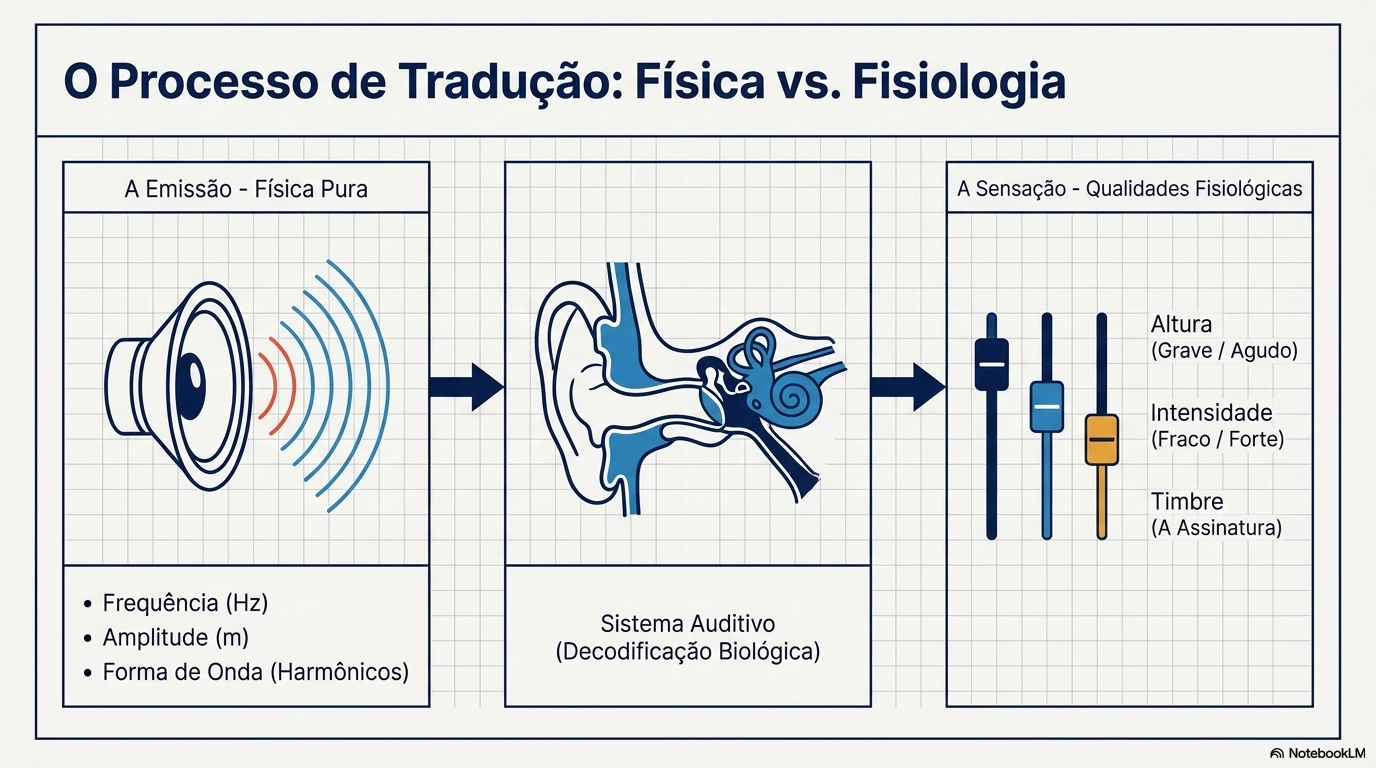 O Processo de Tradução: Física vs. Fisiologia
A Emissão - Física Pura
• Frequência (Hz)
• Amplitude (m)
• Forma de Onda (Harmônicos)
Sistema Auditivo
(Decodificação Biológica)
A Sensação - Qualidades Fisiológicas
Altura
(Grave / Agudo)
Intensidade
(Fraco / Forte)
Timbre
(A Assinatura)
NotebookLM